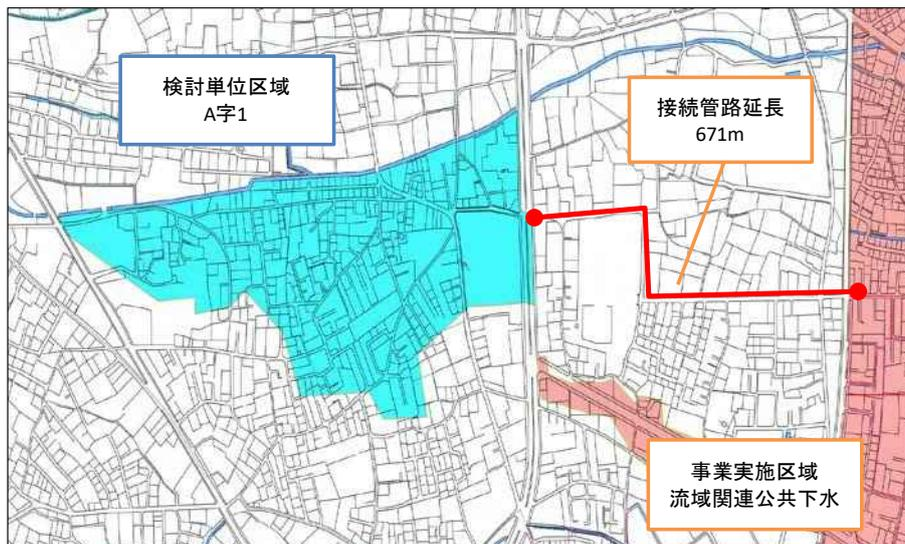 検討単位区域
A字1
接続管路延長
671m
事業実施区域
流域関連公共下水